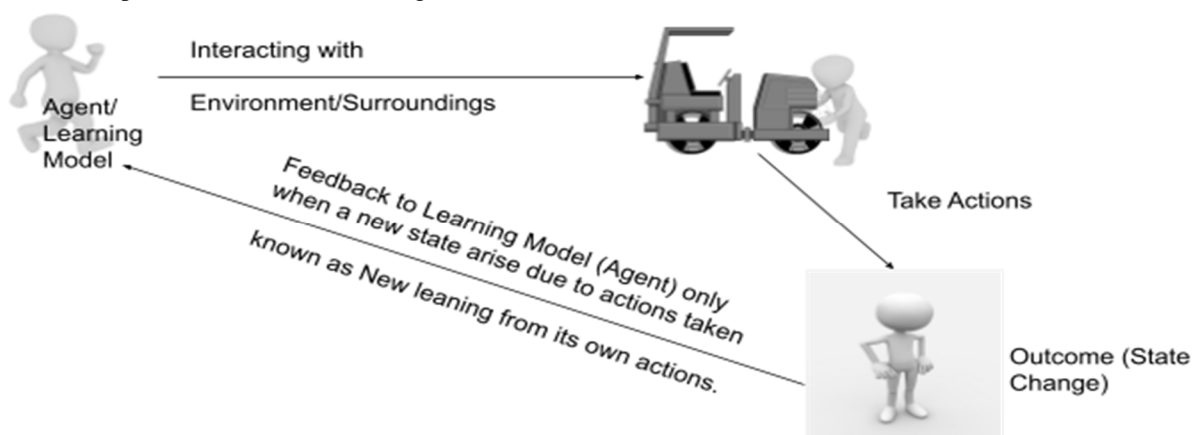 Interacting with
Environment/Surroundings
Agent/
Learning
Model
Take Actions
Feedback to Learning Model (Agent) only
when a new state arise due to actions taken
known as New leaning from its own actions.
Outcome (State
Change)